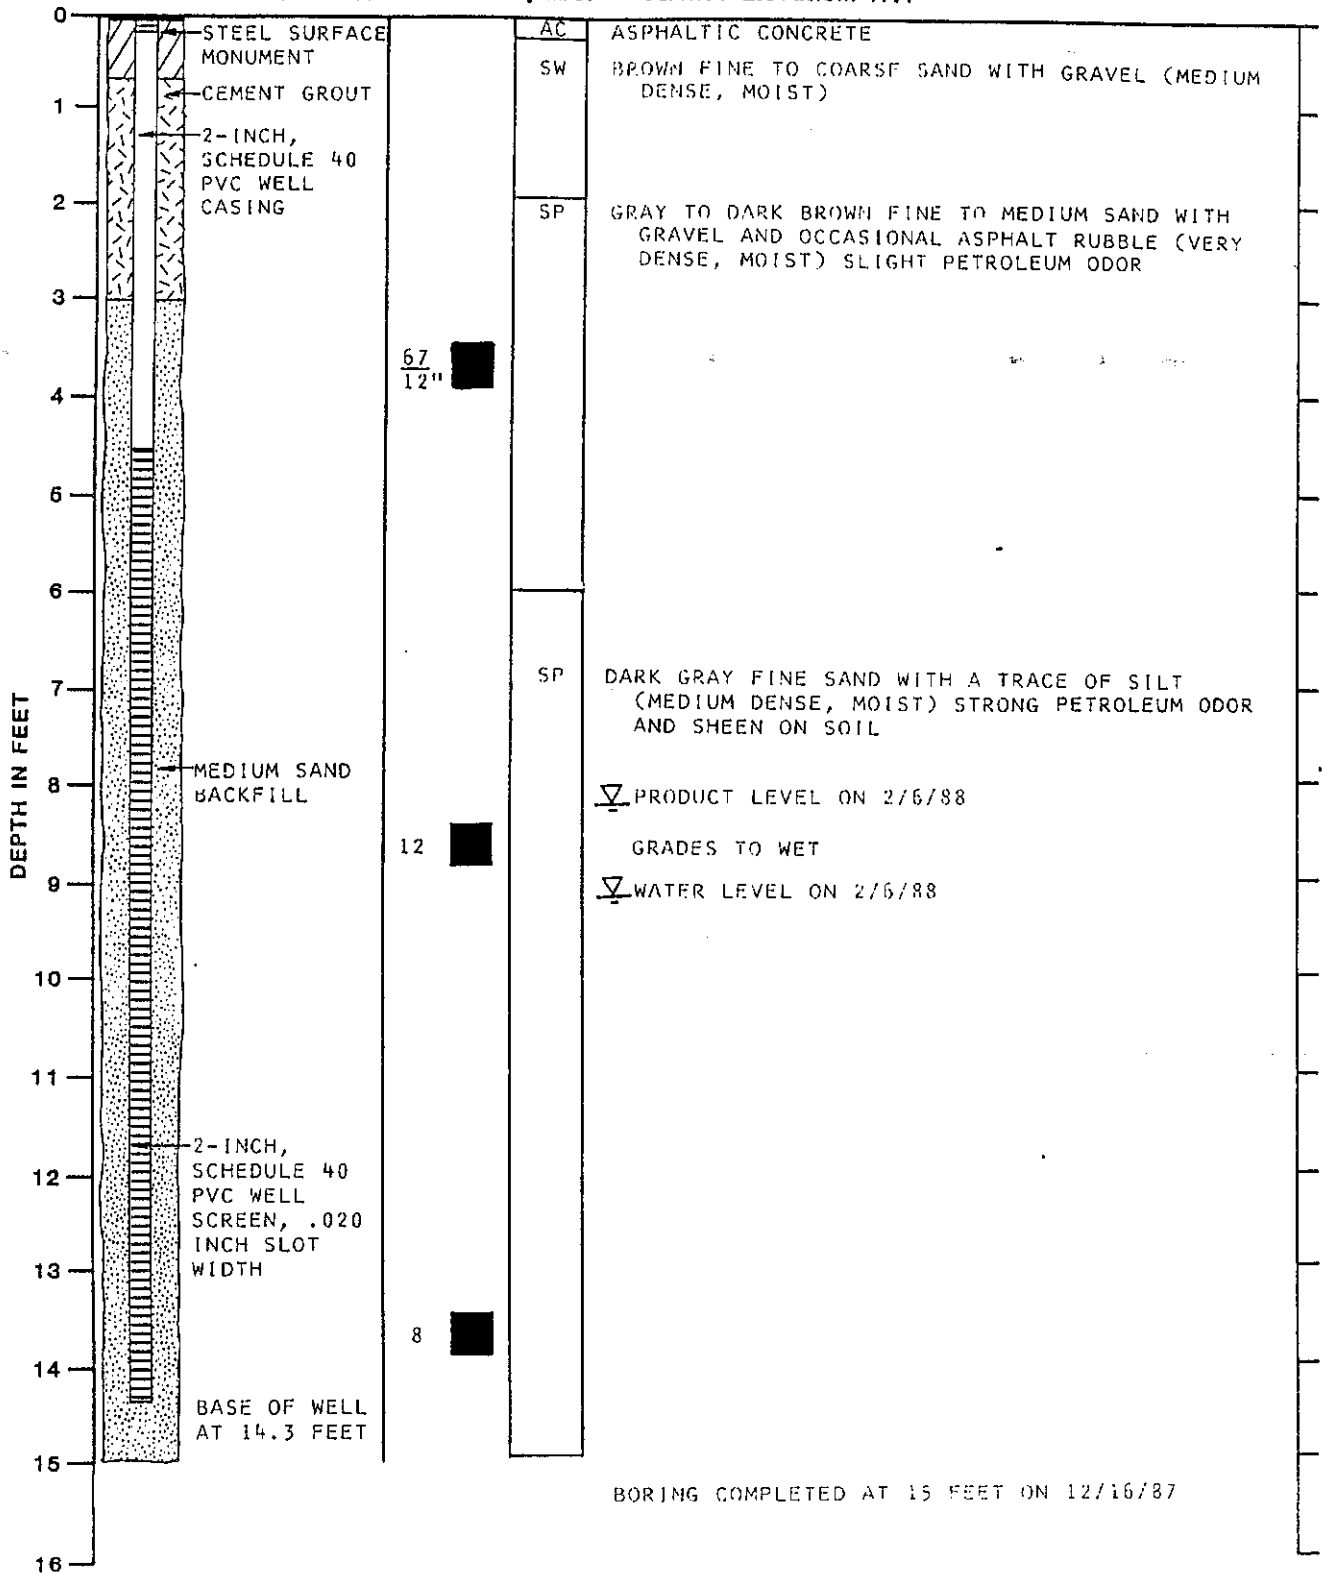 0
STEEL SURFACE
MONUMENT
CEMENT GROUT
1
2-INCH,
SCHEDULE 40
PVC WELL
CASING
2
3
4
6
6
7
DEPTH IN FEET
MEDIUM SAND
BACKFILL
8
9
10
11
2-INCH,
SCHEDULE 40
PVC WELL
SCREEN, .020
INCH SLOT
WIDTH
12
13
14
BASE OF WELL
AT 14.3 FEET
15
16
67
12"
12
8
AC ASPHALTIC CONCRETE
SW BROWN FINE TO COARSE SAND WITH GRAVEL (MEDIUM
DENSE, MOIST)
SP GRAY TO DARK BROWN FINE TO MEDIUM SAND WITH
GRAVEL AND OCCASIONAL ASPHALT RUBBLE (VERY
DENSE, MOIST) SLIGHT PETROLEUM ODOR
SP DARK GRAY FINE SAND WITH A TRACE OF SILT
(MEDIUM DENSE, MOIST) STRONG PETROLEUM ODOR
AND SHEEN ON SOIL
PRODUCT LEVEL ON 2/6/88
GRADES TO WET
WATER LEVEL ON 2/6/88
BORING COMPLETED AT 15 FEET ON 12/16/87